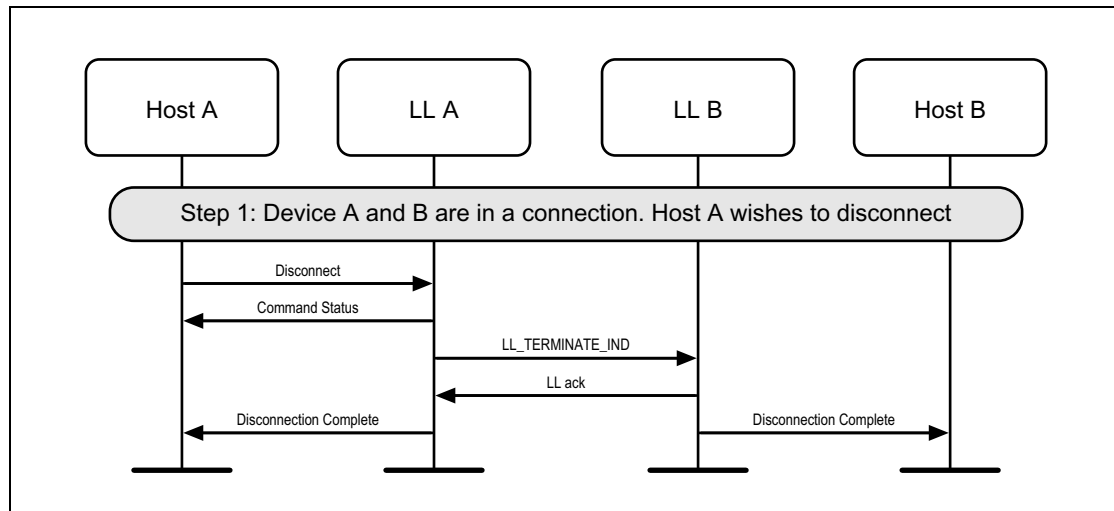 Host A
LL A
LL B
Host B
Step 1: Device A and B are in a connection. Host A wishes to disconnect
Disconnect
Command Status
LL_TERMINATE_IND
LL ack
Disconnection Complete
Disconnection Complete